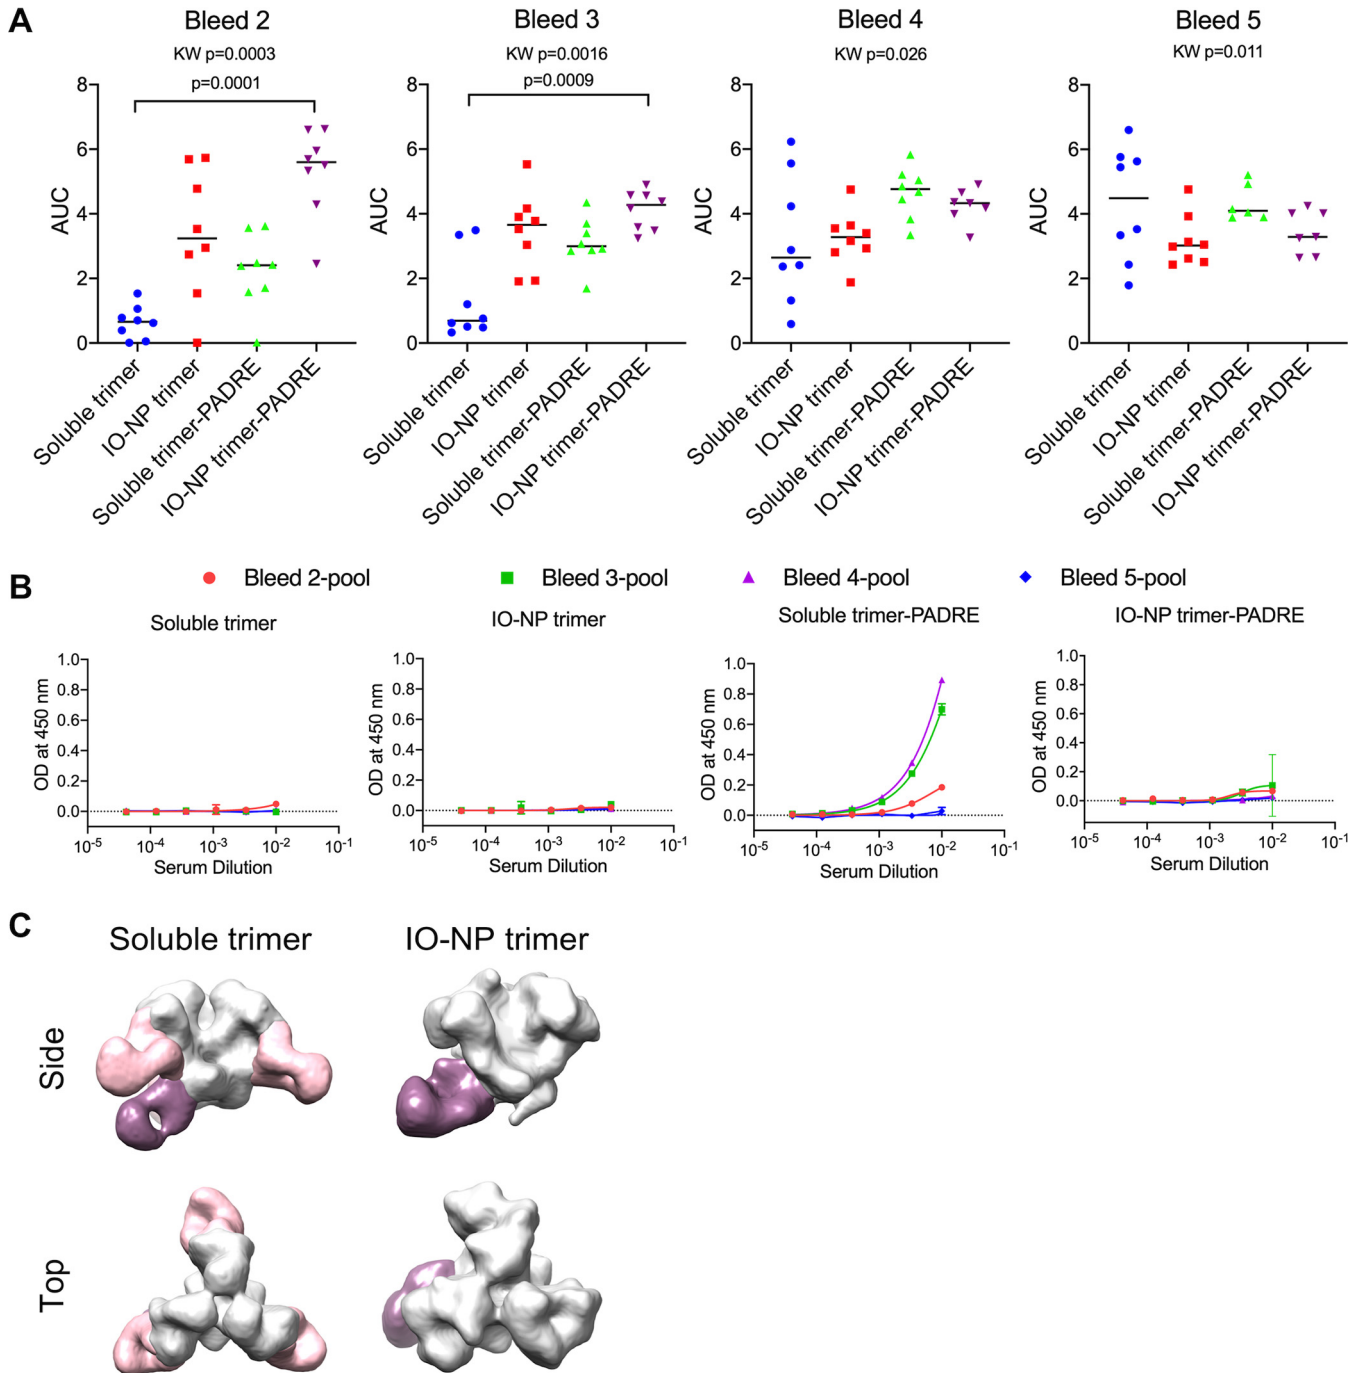 A
Bleed 2
KW p=0.0003
p=0.0001
8
6
4
2
0
AUC
Soluble trimer
IO-NP trimer
Soluble trimer-PADRE
IO-NP trimer-PADRE
Bleed 3
KW p=0.0016
p=0.0009
8
6
4
2
0
AUC
Soluble trimer
IO-NP trimer
Soluble trimer-PADRE
IO-NP trimer-PADRE
Bleed 4
KW p=0.026
8
6
4
2
0
AUC
Soluble trimer
IO-NP trimer
Soluble trimer-PADRE
IO-NP trimer-PADRE
Bleed 5
KW p=0.011
8
6
4
2
0
AUC
Soluble trimer
IO-NP trimer
Soluble trimer-PADRE
IO-NP trimer-PADRE
B
Bleed 2-pool
Bleed 3-pool
Bleed 4-pool
Bleed 5-pool
Soluble trimer
1.0
0.8
0.6
0.4
0.2
0.0
OD at 450 nm
10-5 10-4 10-3 10-2 10-1
Serum Dilution
IO-NP trimer
1.0
0.8
0.6
0.4
0.2
0.0
OD at 450 nm
10-5 10-4 10-3 10-2 10-1
Serum Dilution
Soluble trimer-PADRE
1.0
0.8
0.6
0.4
0.2
0.0
OD at 450 nm
10-5 10-4 10-3 10-2 10-1
Serum Dilution
IO-NP trimer-PADRE
1.0
0.8
0.6
0.4
0.2
0.0
OD at 450 nm
10-5 10-4 10-3 10-2 10-1
Serum Dilution
C
Soluble trimer
IO-NP trimer
Side
Top